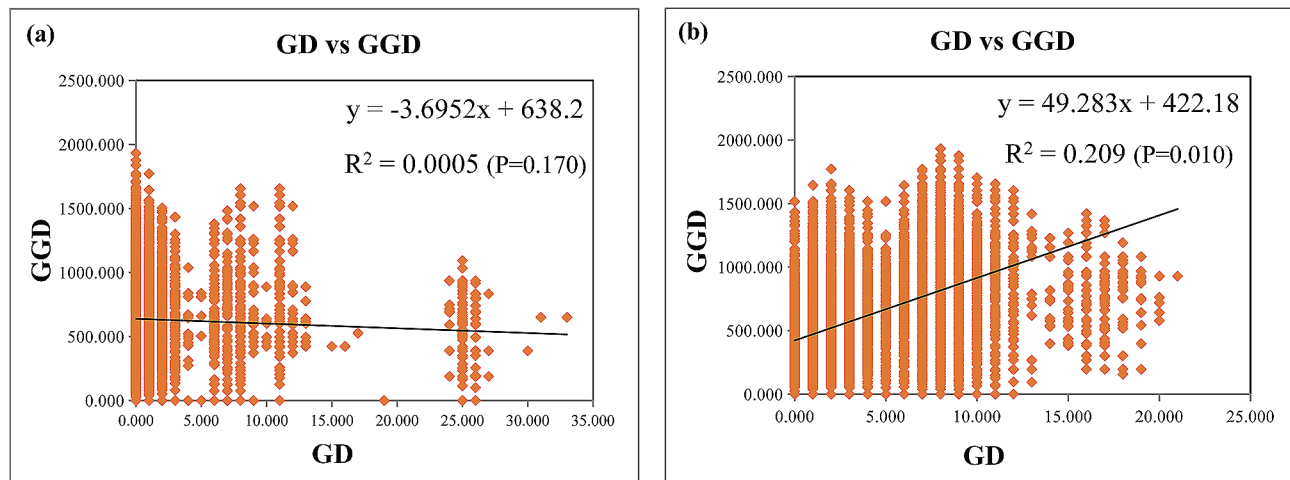 (a)
GD vs GGD
2500.000
2000.000
1500.000
1000.000
500.000
0.000
GGD
y = -3.6952x + 638.2
R² = 0.0005 (P=0.170)
0.000 5.000 10.000 15.000 20.000 25.000 30.000 35.000
GD
(b)
GD vs GGD
2500.000
2000.000
1500.000
1000.000
500.000
0.000
GGD
y = 49.283x + 422.18
R² = 0.209 (P=0.010)
0.000 5.000 10.000 15.000 20.000 25.000
GD